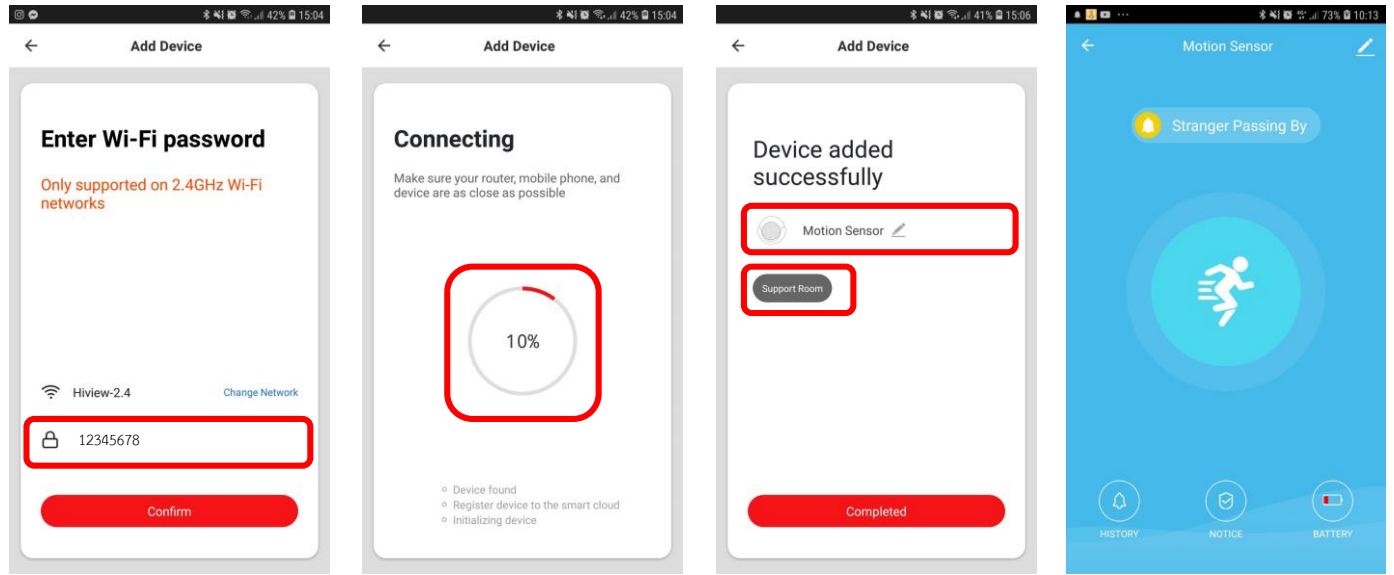 42% 15:04
Add Device
Enter Wi-Fi password
Only supported on 2.4GHz Wi-Fi
networks
Hiview-2.4 Change Network
12345678
Confirm
42% 15:04
Add Device
Connecting
Make sure your router, mobile phone, and
device are as close as possible
10%
Device found
Register device to the smart cloud
Initializing device
41% 15:06
Add Device
Device added
successfully
Motion Sensor
Support Room
Completed
73% 10:13
Motion Sensor
Stranger Passing By
HISTORY NOTICE BATTERY